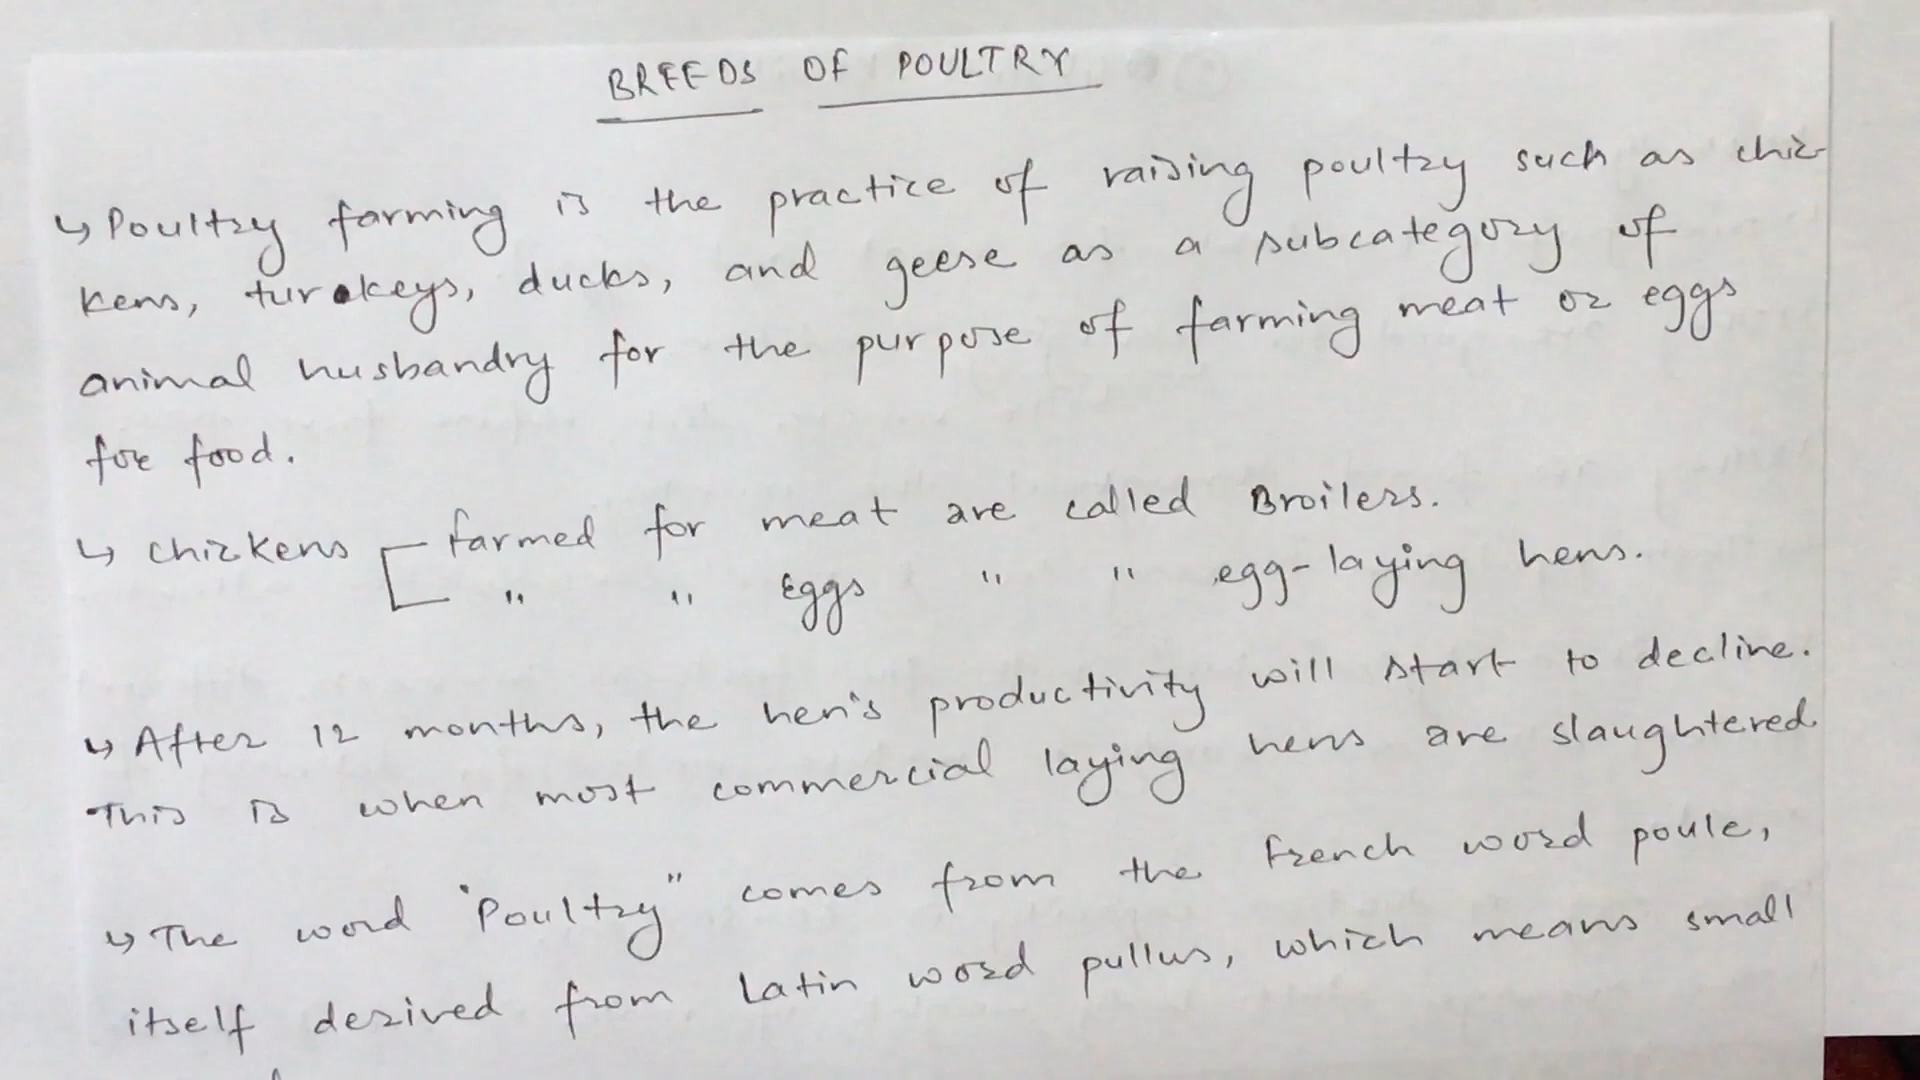 BREEDS OF POULTRY
↳ Poultry farming is the practice of raising poultry such as chic-
kens, turkeys, ducks, and geese as a subcategory of
animal husbandry for the purpose of farming meat or eggs
for food.
↳ chickens farmed for meat are called Broilers.
" " Eggs " " egg-laying hens.
↳ After 12 months, the hen's productivity will start to decline.
This is when most commercial laying hens are slaughtered.
↳ The word "Poultry" comes from the French word poule,
itself derived from Latin word pullus, which means small